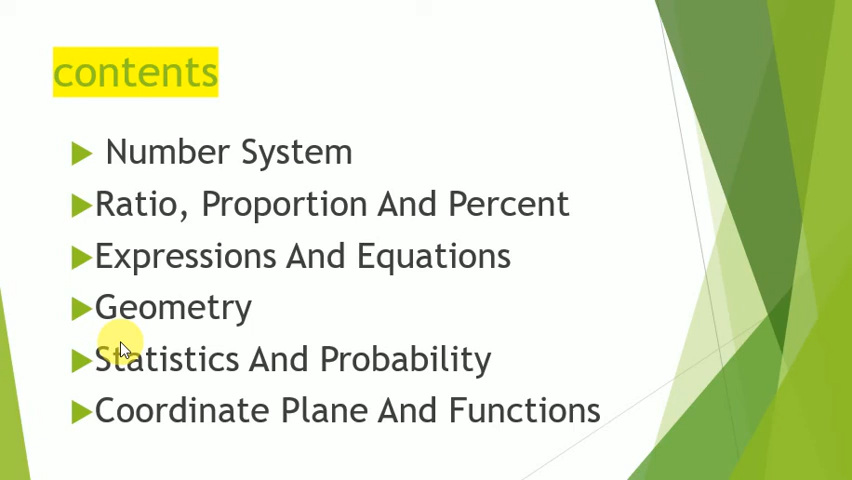 contents
Number System
Ratio, Proportion And Percent
Expressions And Equations
Geometry
Statistics And Probability
Coordinate Plane And Functions